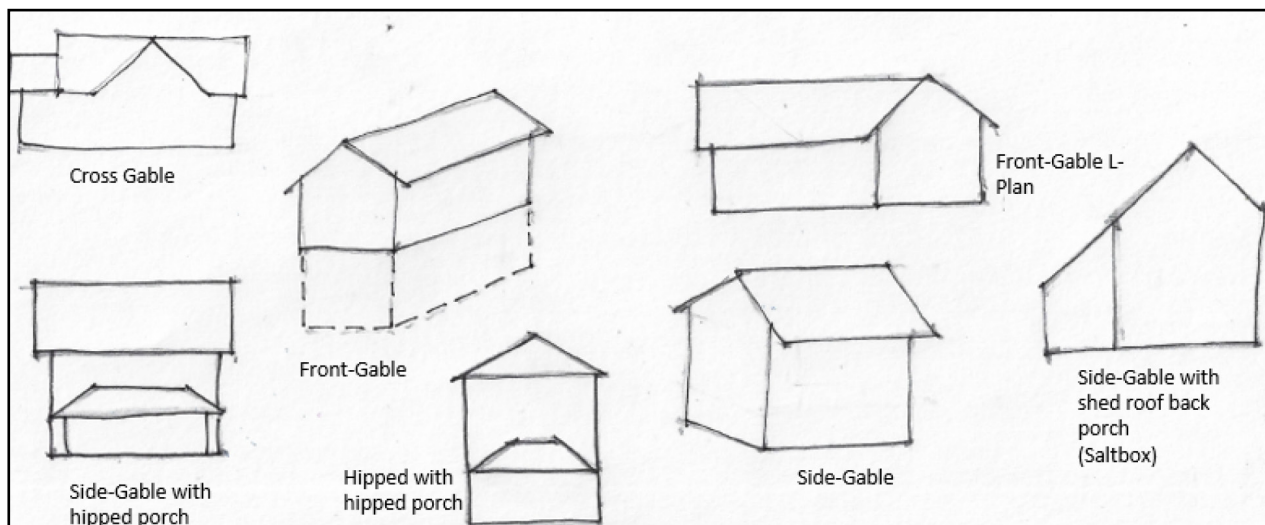 Cross Gable
Front-Gable L-
Plan
Front-Gable
Side-Gable with
shed roof back
porch
(Saltbox)
Side-Gable
Hipped with
hipped porch
Side-Gable with
hipped porch